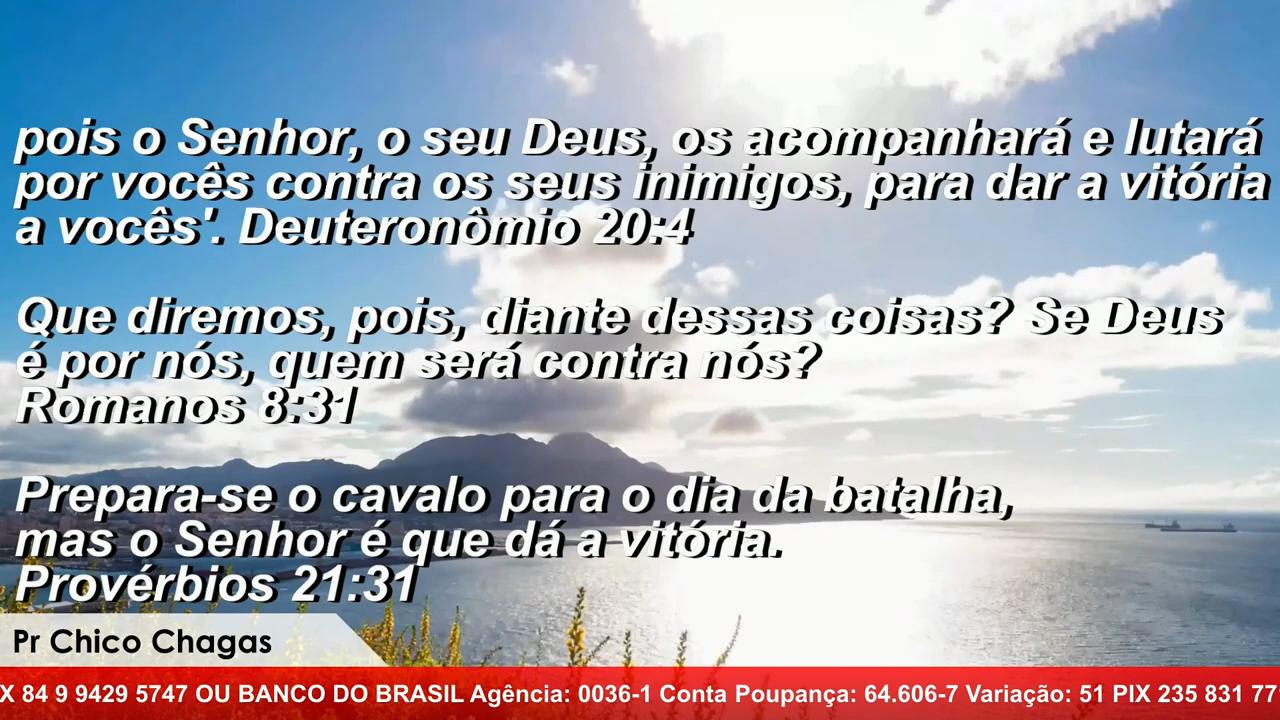 pois o Senhor, o seu Deus, os acompanhará e lutará
por vocês contra os seus inimigos, para dar a vitória
a vocês'. Deuteronômio 20:4
Que diremos, pois, diante dessas coisas? Se Deus
é por nós, quem será contra nós?
Romanos 8:31
Prepara-se o cavalo para o dia da batalha,
mas o Senhor é que dá a vitória.
Provérbios 21:31
Pr Chico Chagas
X 84 9 9429 5747 OU BANCO DO BRASIL Agência: 0036-1 Conta Poupança: 64.606-7 Variação: 51 PIX 235 831 77